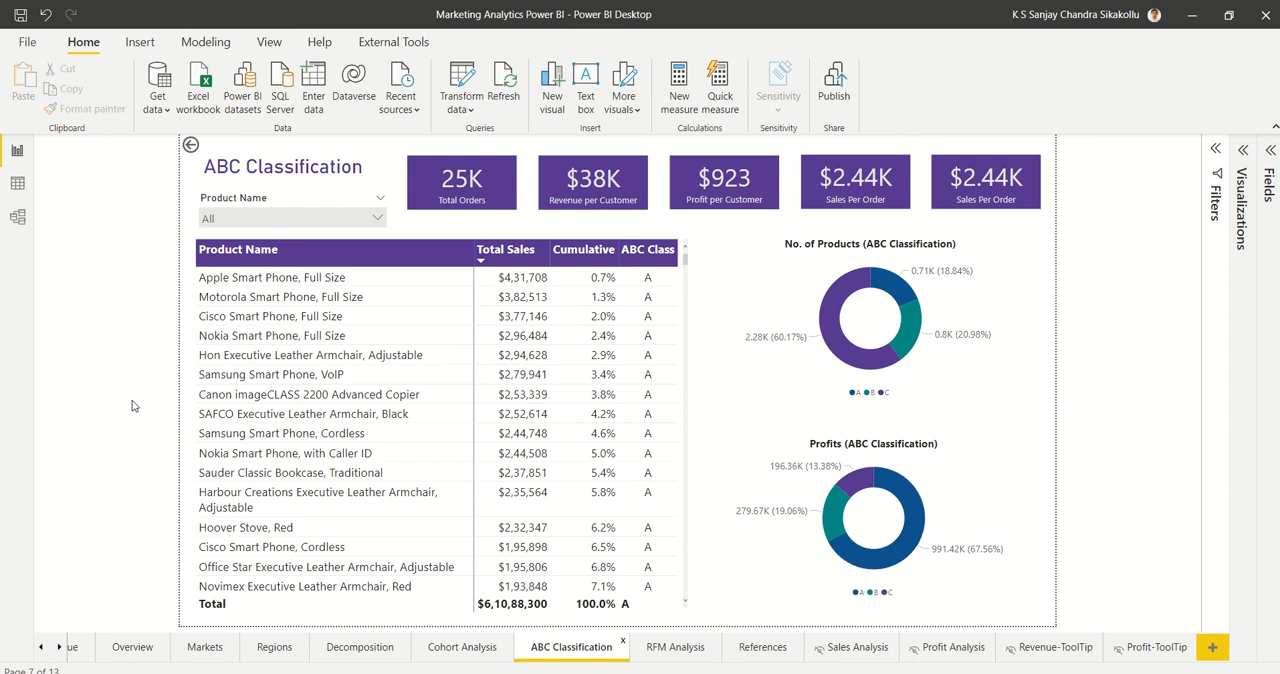 Marketing Analytics Power BI - Power BI Desktop
K S Sanjay Chandra Sikakollu
File Home Insert Modeling View Help External Tools
Paste
Cut
Copy
Format painter
Get data
Excel workbook
Power BI datasets
SQL Server
Enter data
Dataverse
Recent sources
Transform data
Refresh
New visual
Text box
More visuals
New measure
Quick measure
Sensitivity
Publish
Clipboard Data Queries Insert Calculations Sensitivity Share
ABC Classification
Product Name
All
25K
Total Orders
$38K
Revenue per Customer
$923
Profit per Customer
$2.44K
Sales Per Order
$2.44K
Sales Per Order
Product Name Total Sales Cumulative ABC Class
Apple Smart Phone, Full Size $4,31,708 0.7% A
Motorola Smart Phone, Full Size $3,82,513 1.3% A
Cisco Smart Phone, Full Size $3,77,146 2.0% A
Nokia Smart Phone, Full Size $2,96,484 2.4% A
Hon Executive Leather Armchair, Adjustable $2,94,628 2.9% A
Samsung Smart Phone, VoIP $2,79,941 3.4% A
Canon imageCLASS 2200 Advanced Copier $2,53,339 3.8% A
SAFCO Executive Leather Armchair, Black $2,52,614 4.2% A
Samsung Smart Phone, Cordless $2,44,748 4.6% A
Nokia Smart Phone, with Caller ID $2,44,508 5.0% A
Sauder Classic Bookcase, Traditional $2,37,851 5.4% A
Harbour Creations Executive Leather Armchair, $2,35,564 5.8% A
Adjustable
Hoover Stove, Red $2,32,347 6.2% A
Cisco Smart Phone, Cordless $1,95,898 6.5% A
Office Star Executive Leather Armchair, Adjustable $1,95,806 6.8% A
Novimex Executive Leather Armchair, Red $1,93,848 7.1% A
Total $6,10,88,300 100.0% A
No. of Products (ABC Classification)
0.71K (18.84%)
0.8K (20.98%)
2.28K (60.17%)
A B C
Profits (ABC Classification)
196.36K (13.38%)
279.67K (19.06%)
991.42K (67.56%)
A B C
Filters
Visualizations
Fields
ue Overview Markets Regions Decomposition Cohort Analysis ABC Classification x RFM Analysis References Sales Analysis Profit Analysis Revenue-ToolTip Profit-ToolTip +
Page 7 of 13